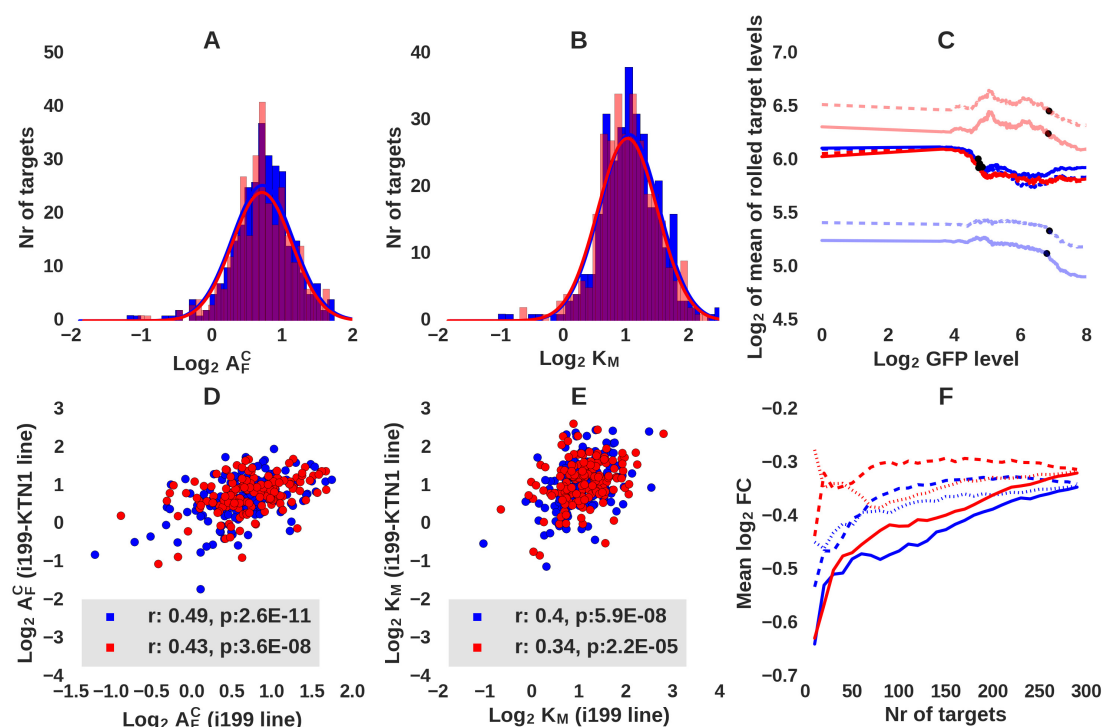 A
Nr of targets
50
40
30
20
10
0
−2 −1 0 1 2
Log₂ A_F^C
B
Nr of targets
40
30
20
10
0
−2 −1 0 1 2
Log₂ K_M
C
Log₂ of mean of rolled target levels
7.0
6.5
6.0
5.5
5.0
4.5
0 2 4 6 8
Log₂ GFP level
D
Log₂ A_F^C (i199-KTN1 line)
3
2
1
0
−1
−2
−3
−4
r: 0.49, p:2.6E-11
r: 0.43, p:3.6E-08
−1.5 −1.0 −0.5 0.0 0.5 1.0 1.5 2.0
Log₂ A_F^C (i199 line)
E
Log₂ K_M (i199-KTN1 line)
3
2
1
0
−1
−2
−3
−4
r: 0.4, p:5.9E-08
r: 0.34, p:2.2E-05
−2 −1 0 1 2 3 4
Log₂ K_M (i199 line)
F
Mean log₂ FC
−0.2
−0.3
−0.4
−0.5
−0.6
−0.7
0 50 100 150 200 250 300
Nr of targets